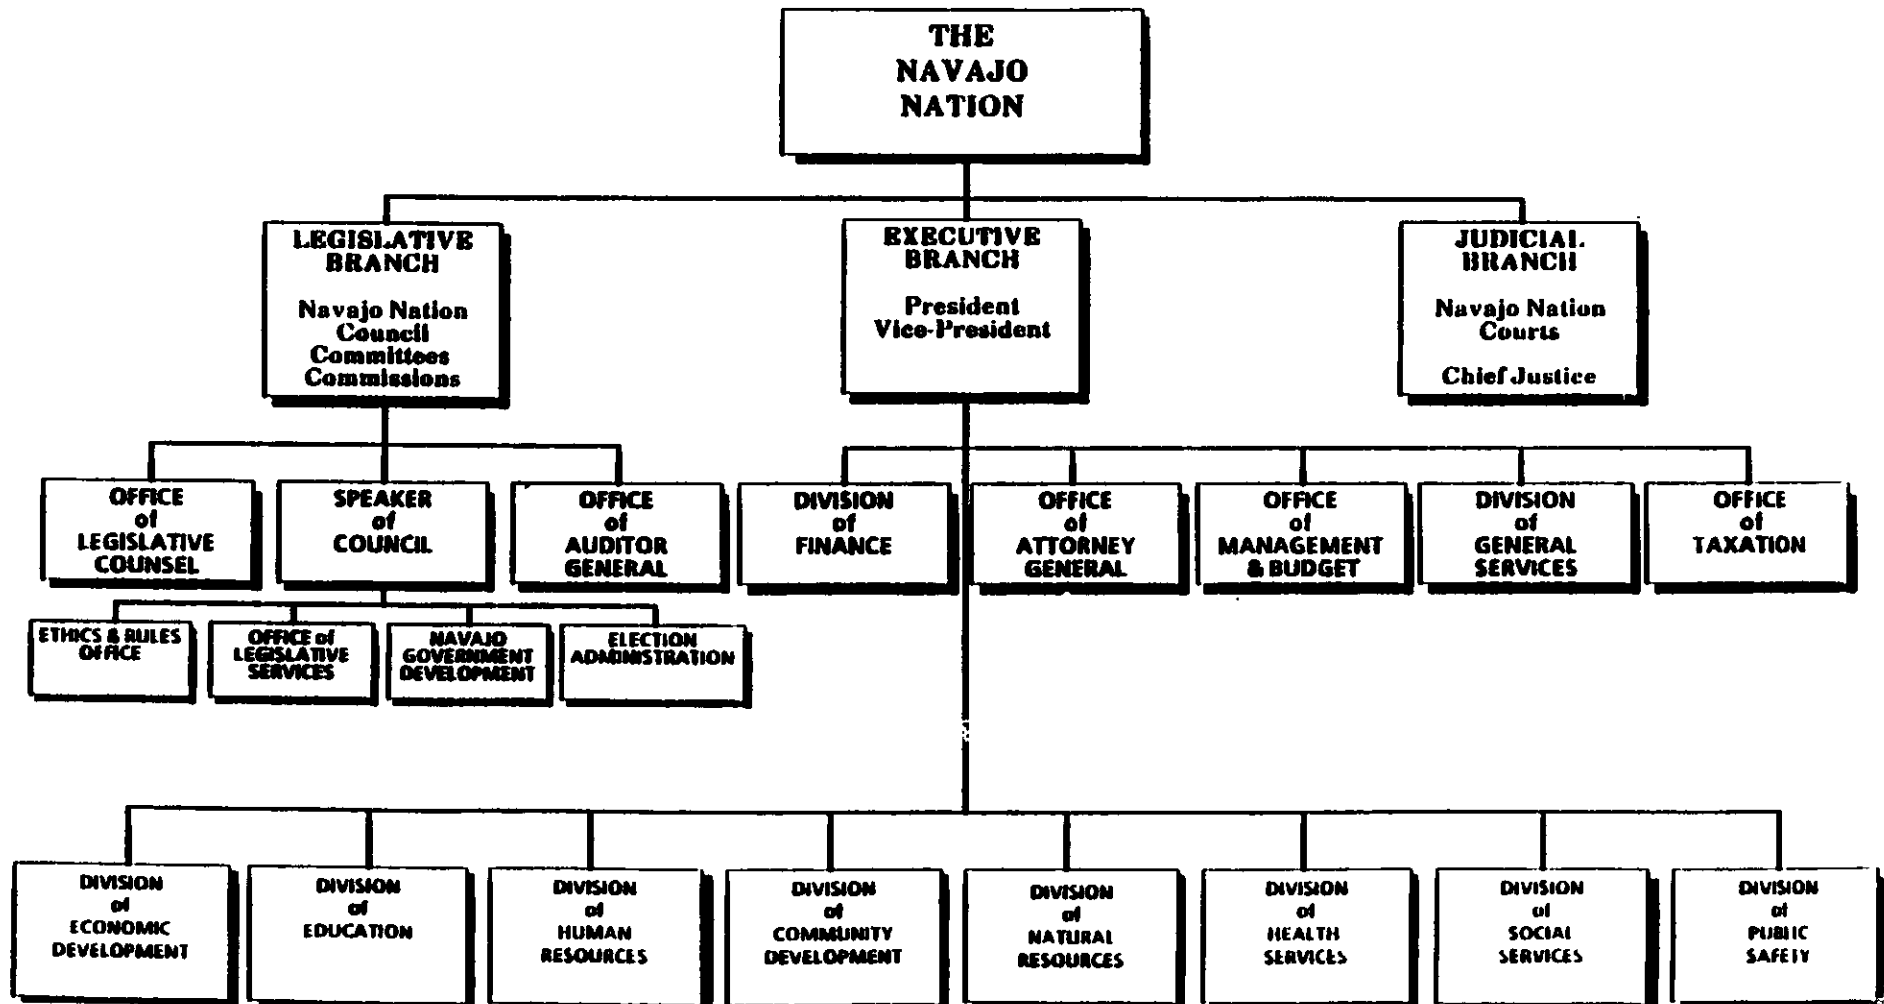 THE
NAVAJO
NATION
LEGISLATIVE
BRANCH
Navajo Nation
Council
Committees
Commissions
EXECUTIVE
BRANCH
President
Vice-President
JUDICIAL
BRANCH
Navajo Nation
Courts
Chief Justice
OFFICE
of
LEGISLATIVE
COUNSEL
SPEAKER
of
COUNCIL
OFFICE
of
AUDITOR
GENERAL
DIVISION
of
FINANCE
OFFICE
of
ATTORNEY
GENERAL
OFFICE
of
MANAGEMENT
& BUDGET
DIVISION
of
GENERAL
SERVICES
OFFICE
of
TAXATION
ETHICS & RULES
OFFICE
OFFICE of
LEGISLATIVE
SERVICES
NAVAJO
GOVERNMENT
DEVELOPMENT
ELECTION
ADMINISTRATION
DIVISION
of
ECONOMIC
DEVELOPMENT
DIVISION
of
EDUCATION
DIVISION
of
HUMAN
RESOURCES
DIVISION
of
COMMUNITY
DEVELOPMENT
DIVISION
of
NATURAL
RESOURCES
DIVISION
of
HEALTH
SERVICES
DIVISION
of
SOCIAL
SERVICES
DIVISION
of
PUBLIC
SAFETY